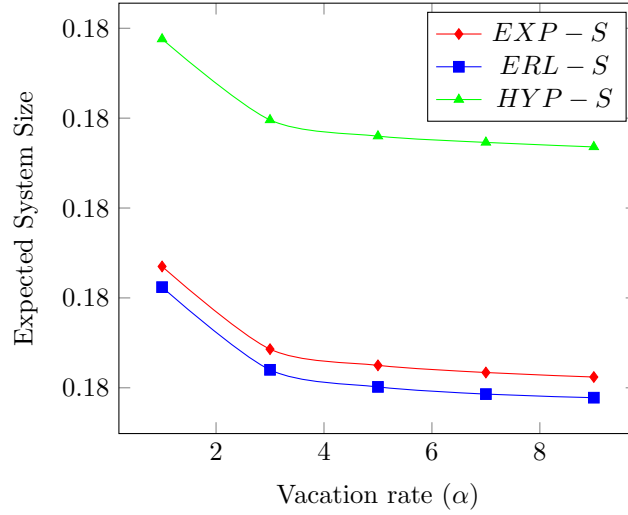 0.18
0.18
0.18
0.18
0.18
Expected System Size
EXP − S
ERL − S
HYP − S
2 4 6 8
Vacation rate (α)